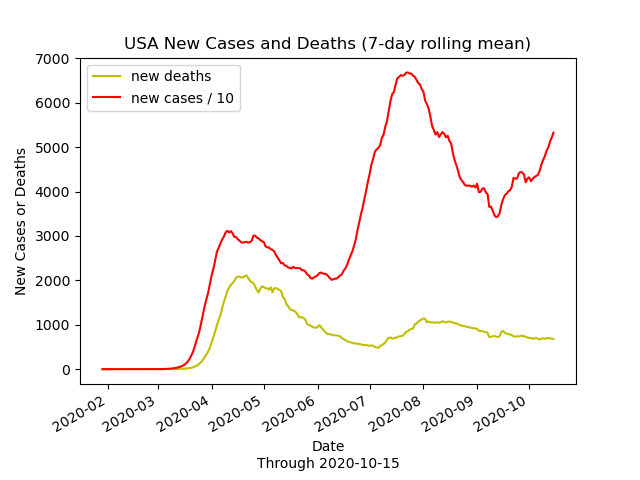 USA New Cases and Deaths (7-day rolling mean)
new deaths
new cases / 10
7000
6000
5000
4000
3000
2000
1000
0
New Cases or Deaths
2020-02
2020-03
2020-04
2020-05
2020-06
2020-07
2020-08
2020-09
2020-10
Date
Through 2020-10-15